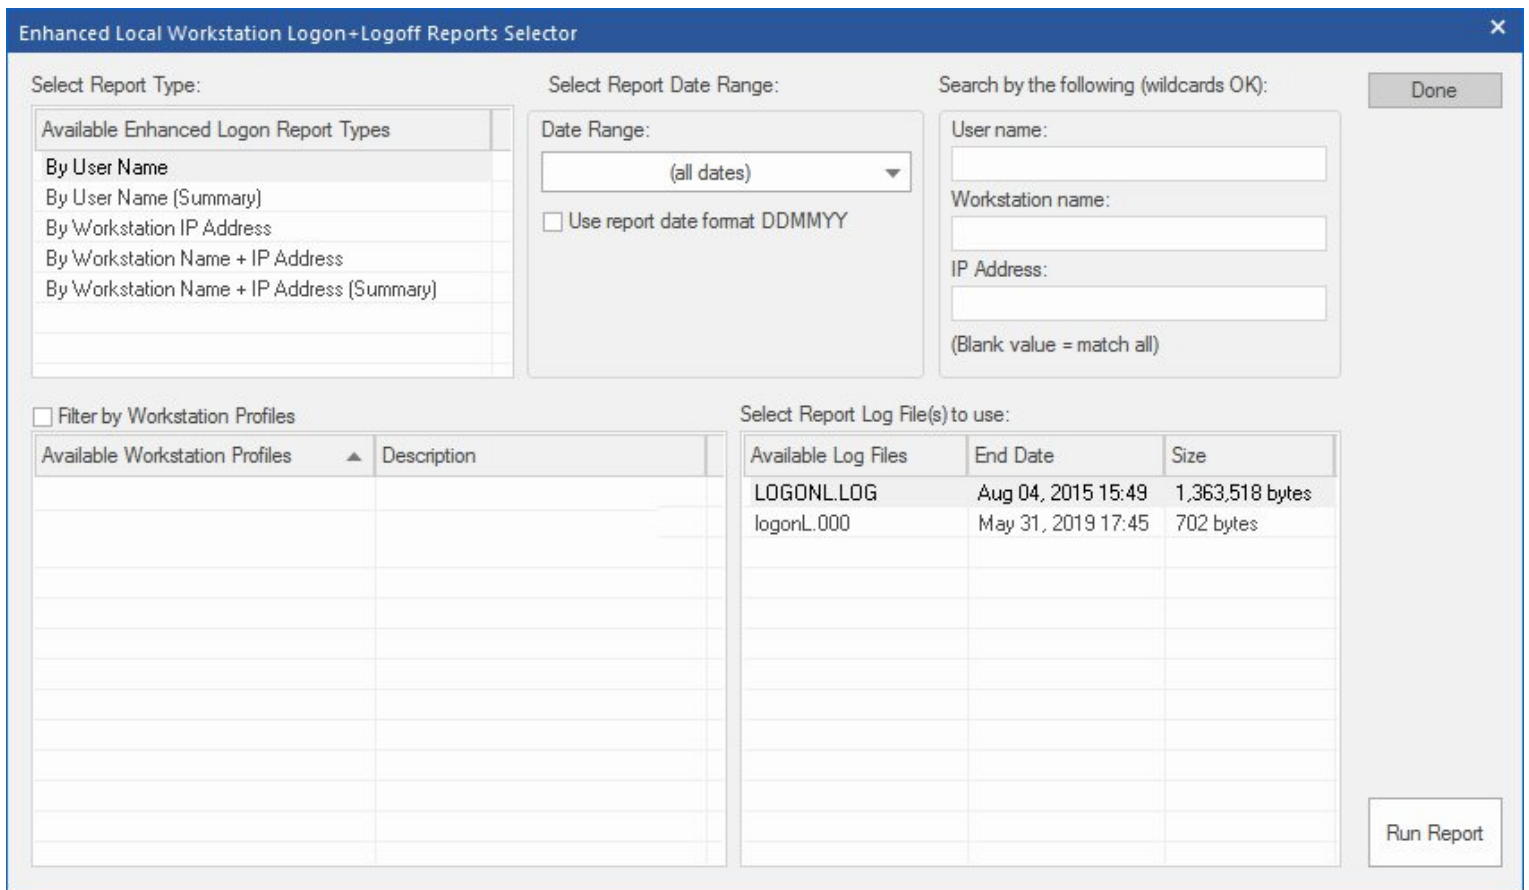 Enhanced Local Workstation Logon+Logoff Reports Selector
×
Select Report Type:
Available Enhanced Logon Report Types
By User Name
By User Name (Summary)
By Workstation IP Address
By Workstation Name + IP Address
By Workstation Name + IP Address (Summary)
Select Report Date Range:
Date Range:
(all dates)
Use report date format DDMMYY
Search by the following (wildcards OK):
User name:
Workstation name:
IP Address:
(Blank value = match all)
Done
Filter by Workstation Profiles
Available Workstation Profiles Description
Select Report Log File(s) to use:
Available Log Files End Date Size
LOGONL.LOG Aug 04, 2015 15:49 1,363,518 bytes
logonL.000 May 31, 2019 17:45 702 bytes
Run Report